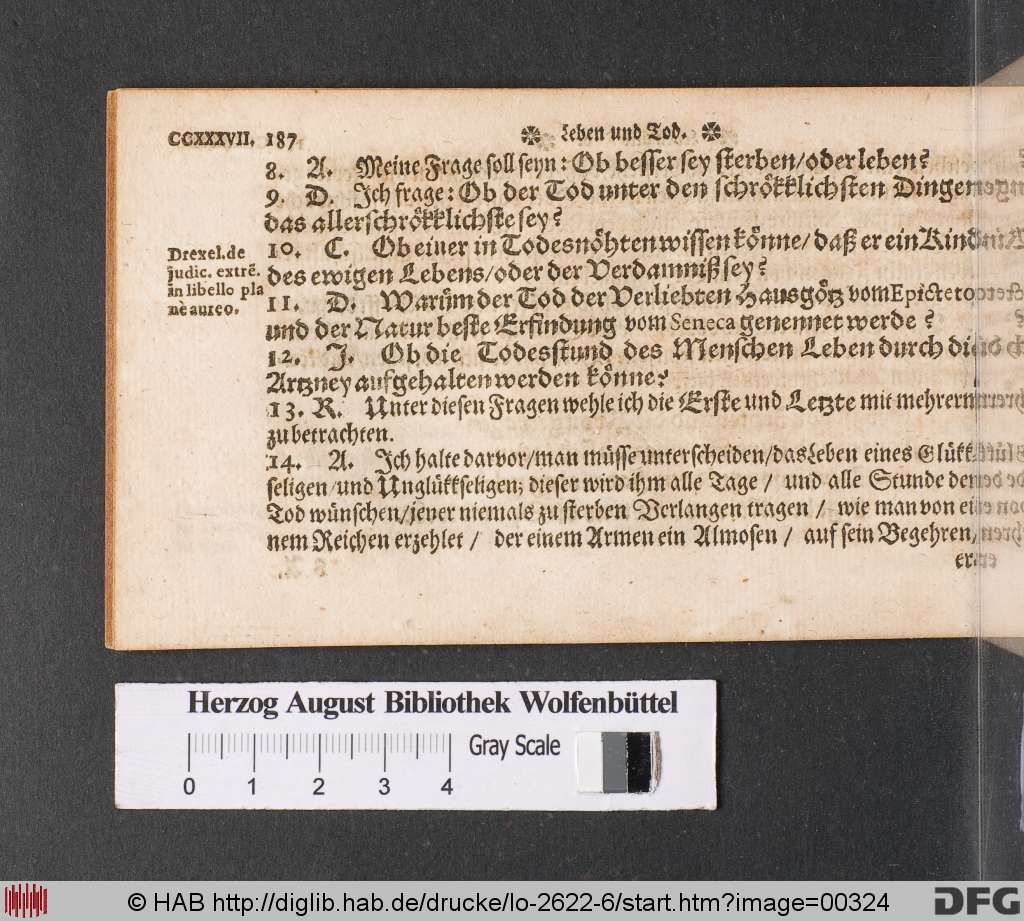 CCXXXVII. 187
❋ Leben und Tod. ❋
8. A. Meine Frage soll seyn: Ob besser sey sterben/oder leben?
9. D. Ich frage: Ob der Tod unter den schrökklichsten Dingen
das allerschrökklichste sey?
Drexel. de
judic. extrẽ.
in libello pla
ne aureo.
10. C. Ob einer in Todesnöhten wissen könne/ daß er ein Kind
des ewigen Lebens/oder der Verdamniß sey?
11. D. Warüm der Tod der Verliebten Hausgötz vom Epicteto
und der Natur beste Erfindung vom Seneca genennet werde?
12. J. Ob die Todesstund des Menschen Leben durch die
Artzney aufgehalten werden könne?
13. R. Unter diesen Fragen wehle ich die Erste und Letzte mit mehrern
zu betrachten.
14. A. Ich halte darvor/man müsse unterscheiden/das Leben eines Glükk-
seligen und Unglükkseligen; dieser wird ihm alle Tage / und alle Stunde den
Tod wünschen/jener niemals zu sterben Verlangen tragen / wie man von ei-
nem Reichen erzehlet / der einem Armen ein Almosen / auf sein Begehren/
er-
Herzog August Bibliothek Wolfenbüttel
0 1 2 3 4
Gray Scale
© HAB http://diglib.hab.de/drucke/lo-2622-6/start.htm?image=00324
DFG